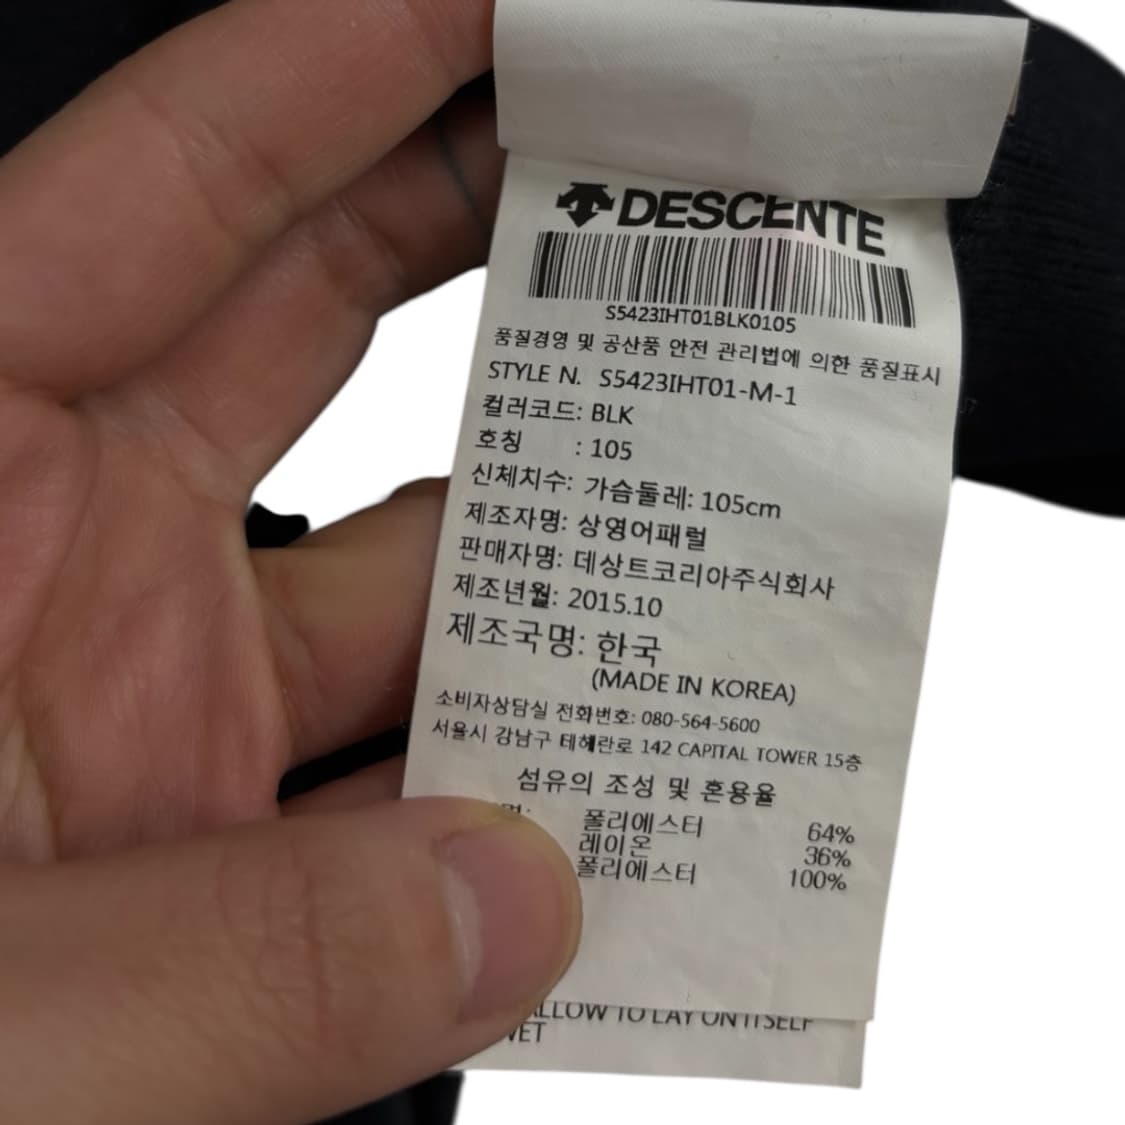 DESCENTE
S5423IHT01BLK0105
품질경영 및 공산품 안전 관리법에 의한 품질표시
STYLE N. S5423IHT01-M-1
컬러코드: BLK
호칭 : 105
신체치수: 가슴둘레: 105cm
제조자명: 상영어패럴
판매자명: 데상트코리아주식회사
제조년월: 2015.10
제조국명: 한국
(MADE IN KOREA)
소비자상담실 전화번호: 080-564-5600
서울시 강남구 테헤란로 142 CAPITAL TOWER 15층
섬유의 조성 및 혼용율
폴리에스터 64%
레이온 36%
폴리에스터 100%
ALLOW TO LAY ON ITSELF
WET